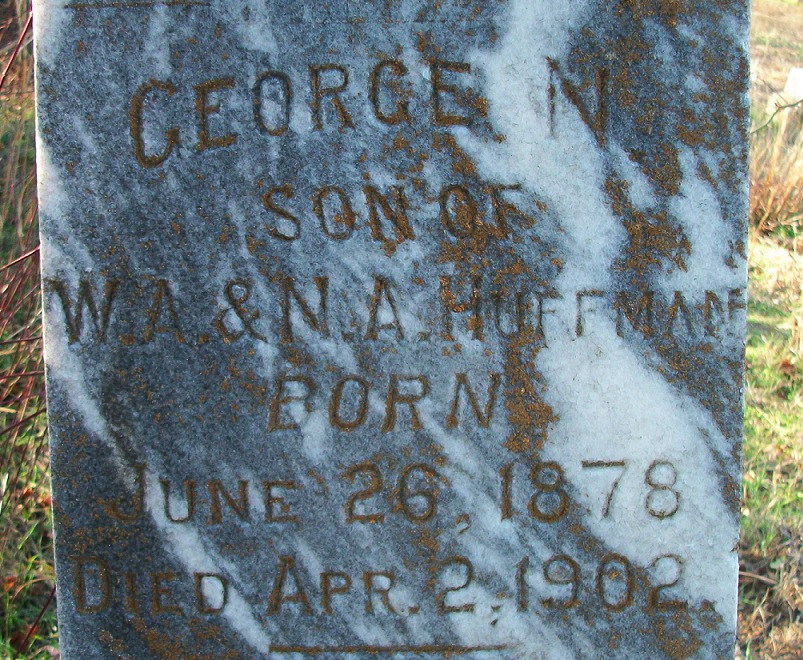 GEORGE N
SON OF
W.A. & N.A. HUFFMAN
BORN
JUNE 26, 1878
DIED APR. 2, 1902.